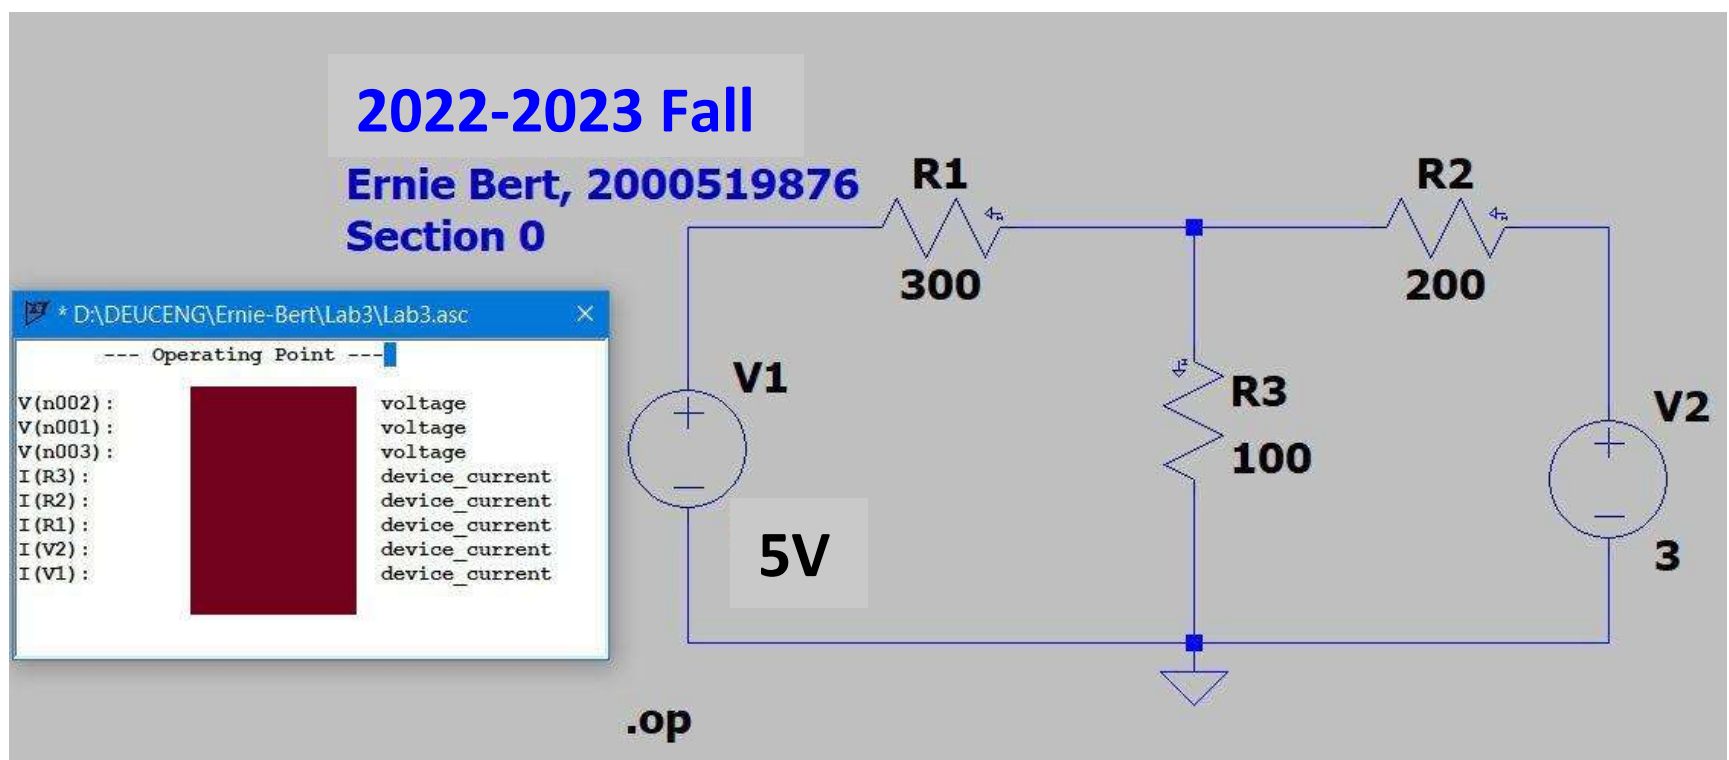 2022-2023 Fall
Ernie Bert, 2000519876
Section 0
* D:\DEUCENG\Ernie-Bert\Lab3\Lab3.asc
--- Operating Point ---
V(n002): voltage
V(n001): voltage
V(n003): voltage
I(R3): device_current
I(R2): device_current
I(R1): device_current
I(V2): device_current
I(V1): device_current
R1
300
R2
200
V1
5V
R3
100
V2
3
.op